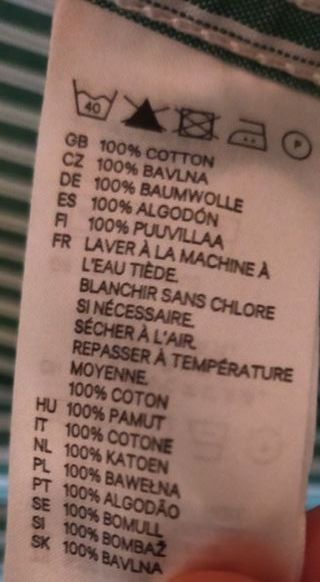 40
P
GB 100% COTTON
CZ 100% BAVLNA
DE 100% BAUMWOLLE
ES 100% ALGODÓN
FI 100% PUUVILLAA
FR LAVER À LA MACHINE À
L'EAU TIÈDE.
BLANCHIR SANS CHLORE
SI NÉCESSAIRE.
SÉCHER À L'AIR.
REPASSER À TEMPÉRATURE
MOYENNE.
100% COTON
HU 100% PAMUT
IT 100% COTONE
NL 100% KATOEN
PL 100% BAWEŁNA
PT 100% ALGODÃO
SE 100% BOMULL
SI 100% BOMBAŽ
SK 100% BAVLNA